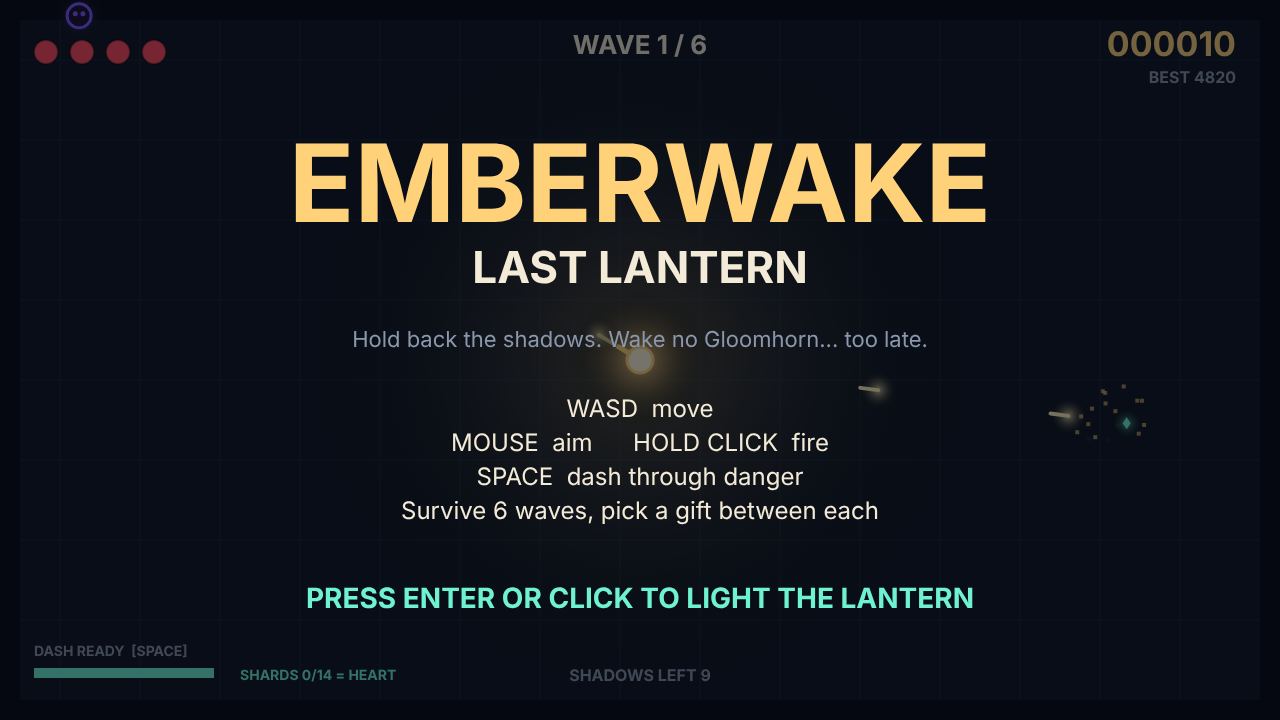 WAVE 1 / 6
000010
BEST 4820
EMBERWAKE
LAST LANTERN
Hold back the shadows. Wake no Gloomhorn... too late.
WASD move
MOUSE aim HOLD CLICK fire
SPACE dash through danger
Survive 6 waves, pick a gift between each
PRESS ENTER OR CLICK TO LIGHT THE LANTERN
DASH READY [SPACE]
SHARDS 0/14 = HEART
SHADOWS LEFT 9